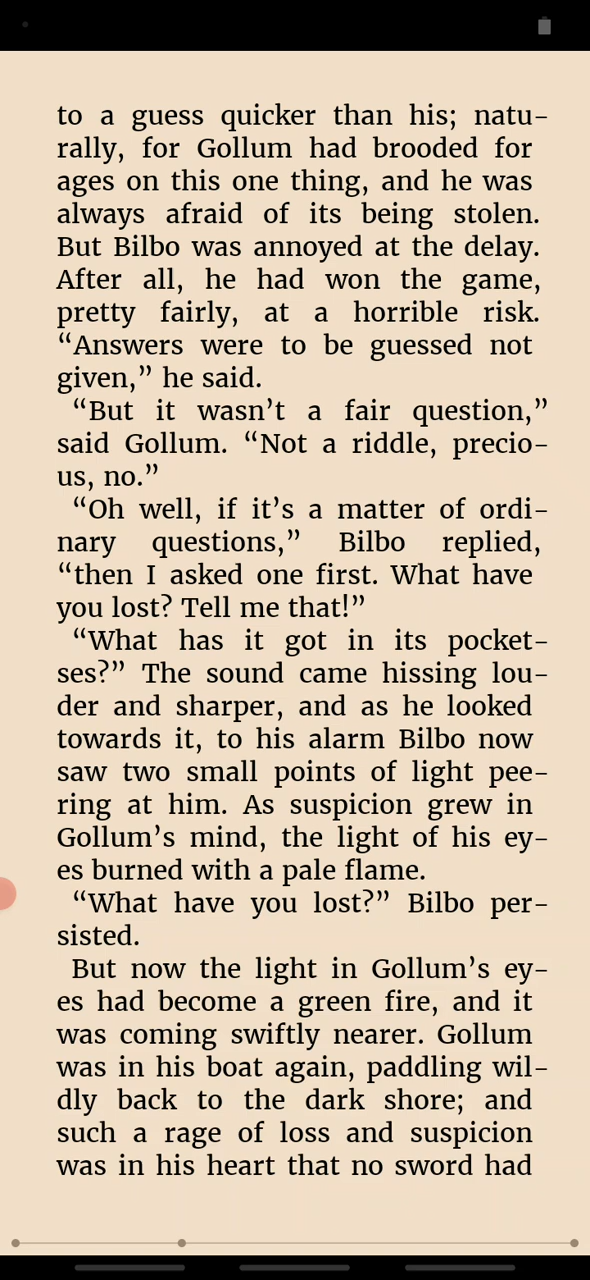 to a guess quicker than his; natu-
rally, for Gollum had brooded for
ages on this one thing, and he was
always afraid of its being stolen.
But Bilbo was annoyed at the delay.
After all, he had won the game,
pretty fairly, at a horrible risk.
“Answers were to be guessed not
given,” he said.
“But it wasn’t a fair question,”
said Gollum. “Not a riddle, precio-
us, no.”
“Oh well, if it’s a matter of ordi-
nary questions,” Bilbo replied,
“then I asked one first. What have
you lost? Tell me that!”
“What has it got in its pocket-
ses?” The sound came hissing lou-
der and sharper, and as he looked
towards it, to his alarm Bilbo now
saw two small points of light pee-
ring at him. As suspicion grew in
Gollum’s mind, the light of his ey-
es burned with a pale flame.
“What have you lost?” Bilbo per-
sisted.
But now the light in Gollum’s ey-
es had become a green fire, and it
was coming swiftly nearer. Gollum
was in his boat again, paddling wil-
dly back to the dark shore; and
such a rage of loss and suspicion
was in his heart that no sword had